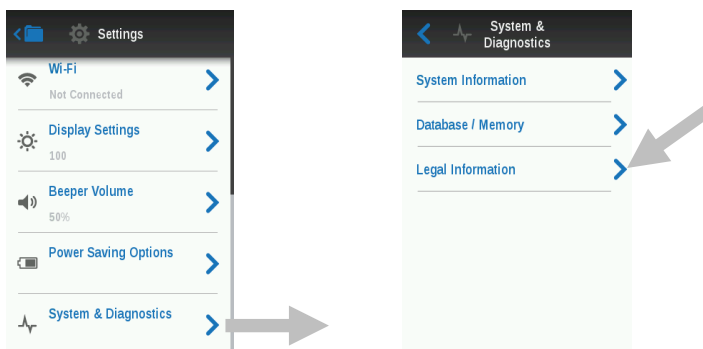 Settings
Wi-Fi
Not Connected
Display Settings
100
Beeper Volume
50%
Power Saving Options
System & Diagnostics
System &
Diagnostics
System Information
Database / Memory
Legal Information